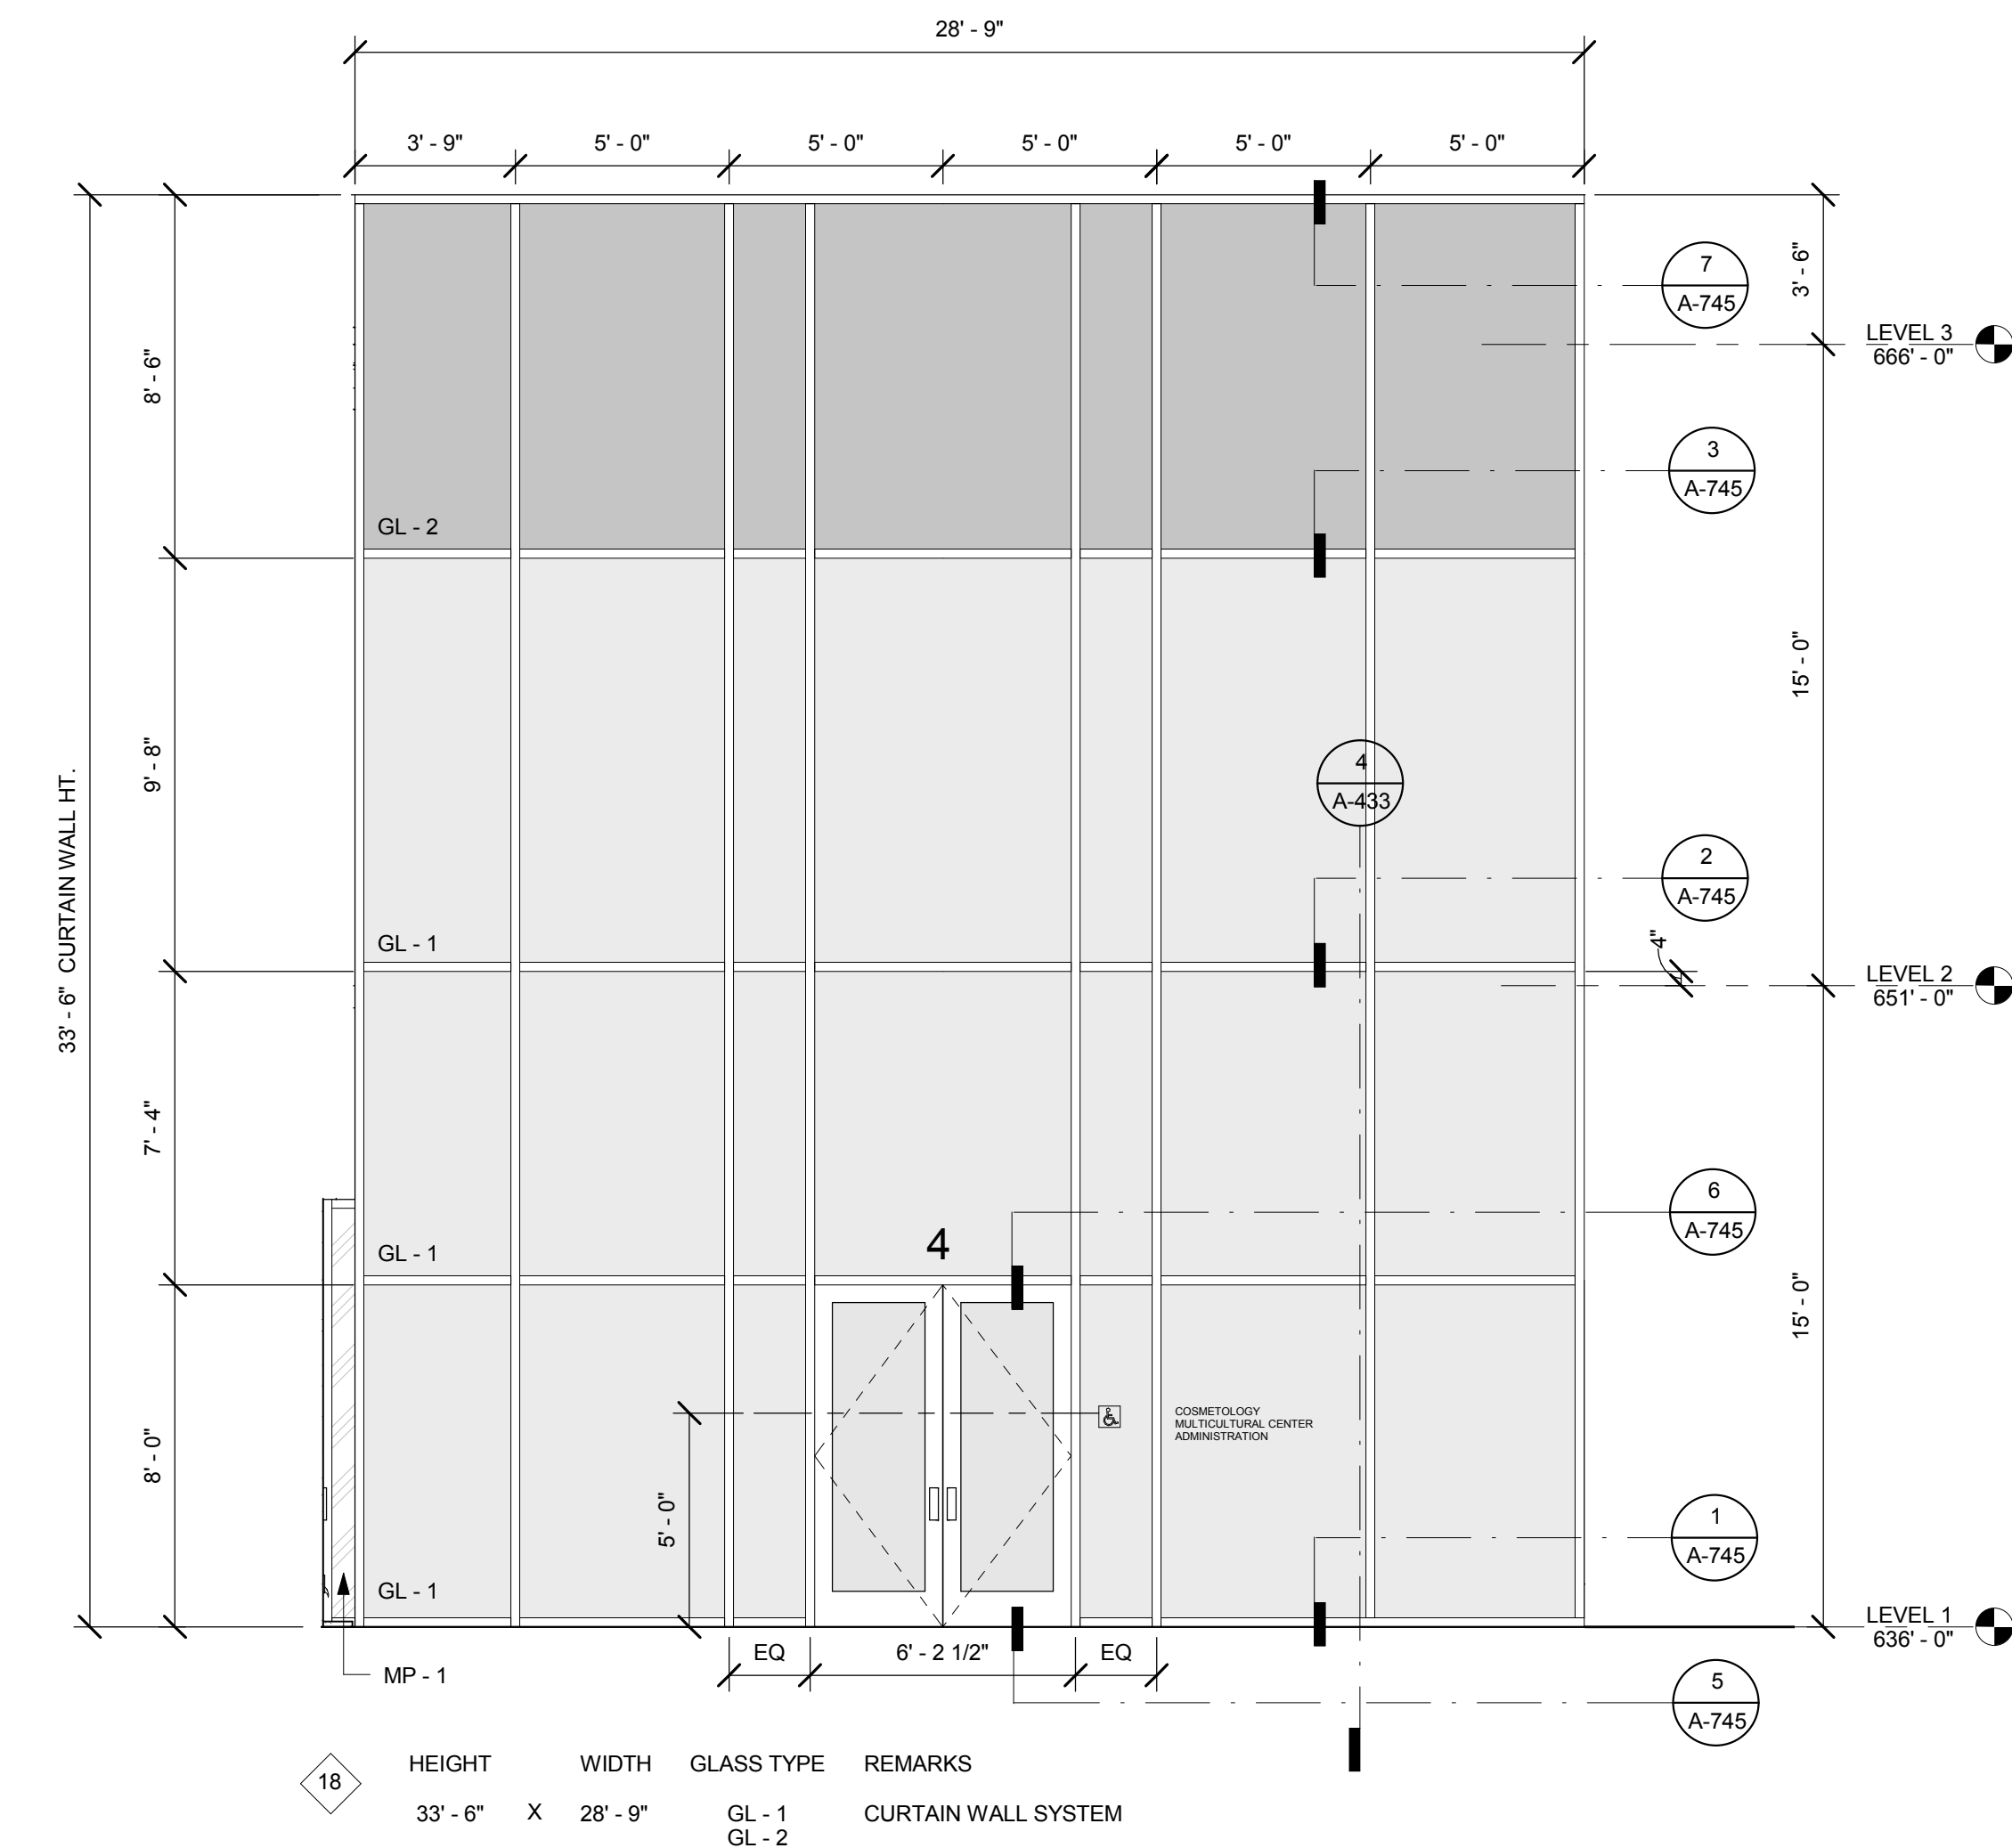 28' - 9"
3' - 9"
5' - 0"
5' - 0"
5' - 0"
5' - 0"
5' - 0"
33' - 6" CURTAIN WALL HT.
8' - 6"
9' - 8"
7' - 4"
8' - 0"
GL - 2
GL - 1
GL - 1
GL - 1
3' - 6"
15' - 0"
15' - 0"
4"
7
A-745
LEVEL 3
666' - 0"
3
A-745
4
A-433
2
A-745
LEVEL 2
651' - 0"
6
A-745
4
COSMETOLOGY
MULTICULTURAL CENTER
ADMINISTRATION
5' - 0"
1
A-745
LEVEL 1
636' - 0"
EQ
6' - 2 1/2"
EQ
MP - 1
5
A-745
18
HEIGHT WIDTH GLASS TYPE REMARKS
33' - 6" X 28' - 9" GL - 1 CURTAIN WALL SYSTEM
GL - 2